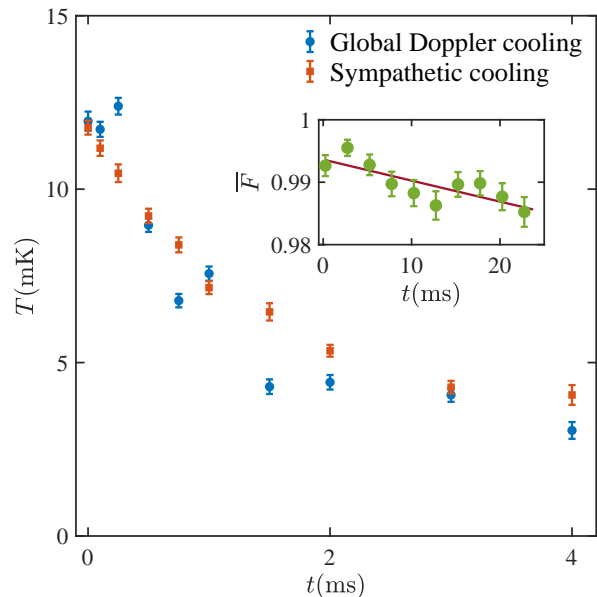 15
Global Doppler cooling
Sympathetic cooling
1
0.99
0.98
F
0
10
20
t(ms)
10
T(mK)
5
0
0
2
4
t(ms)